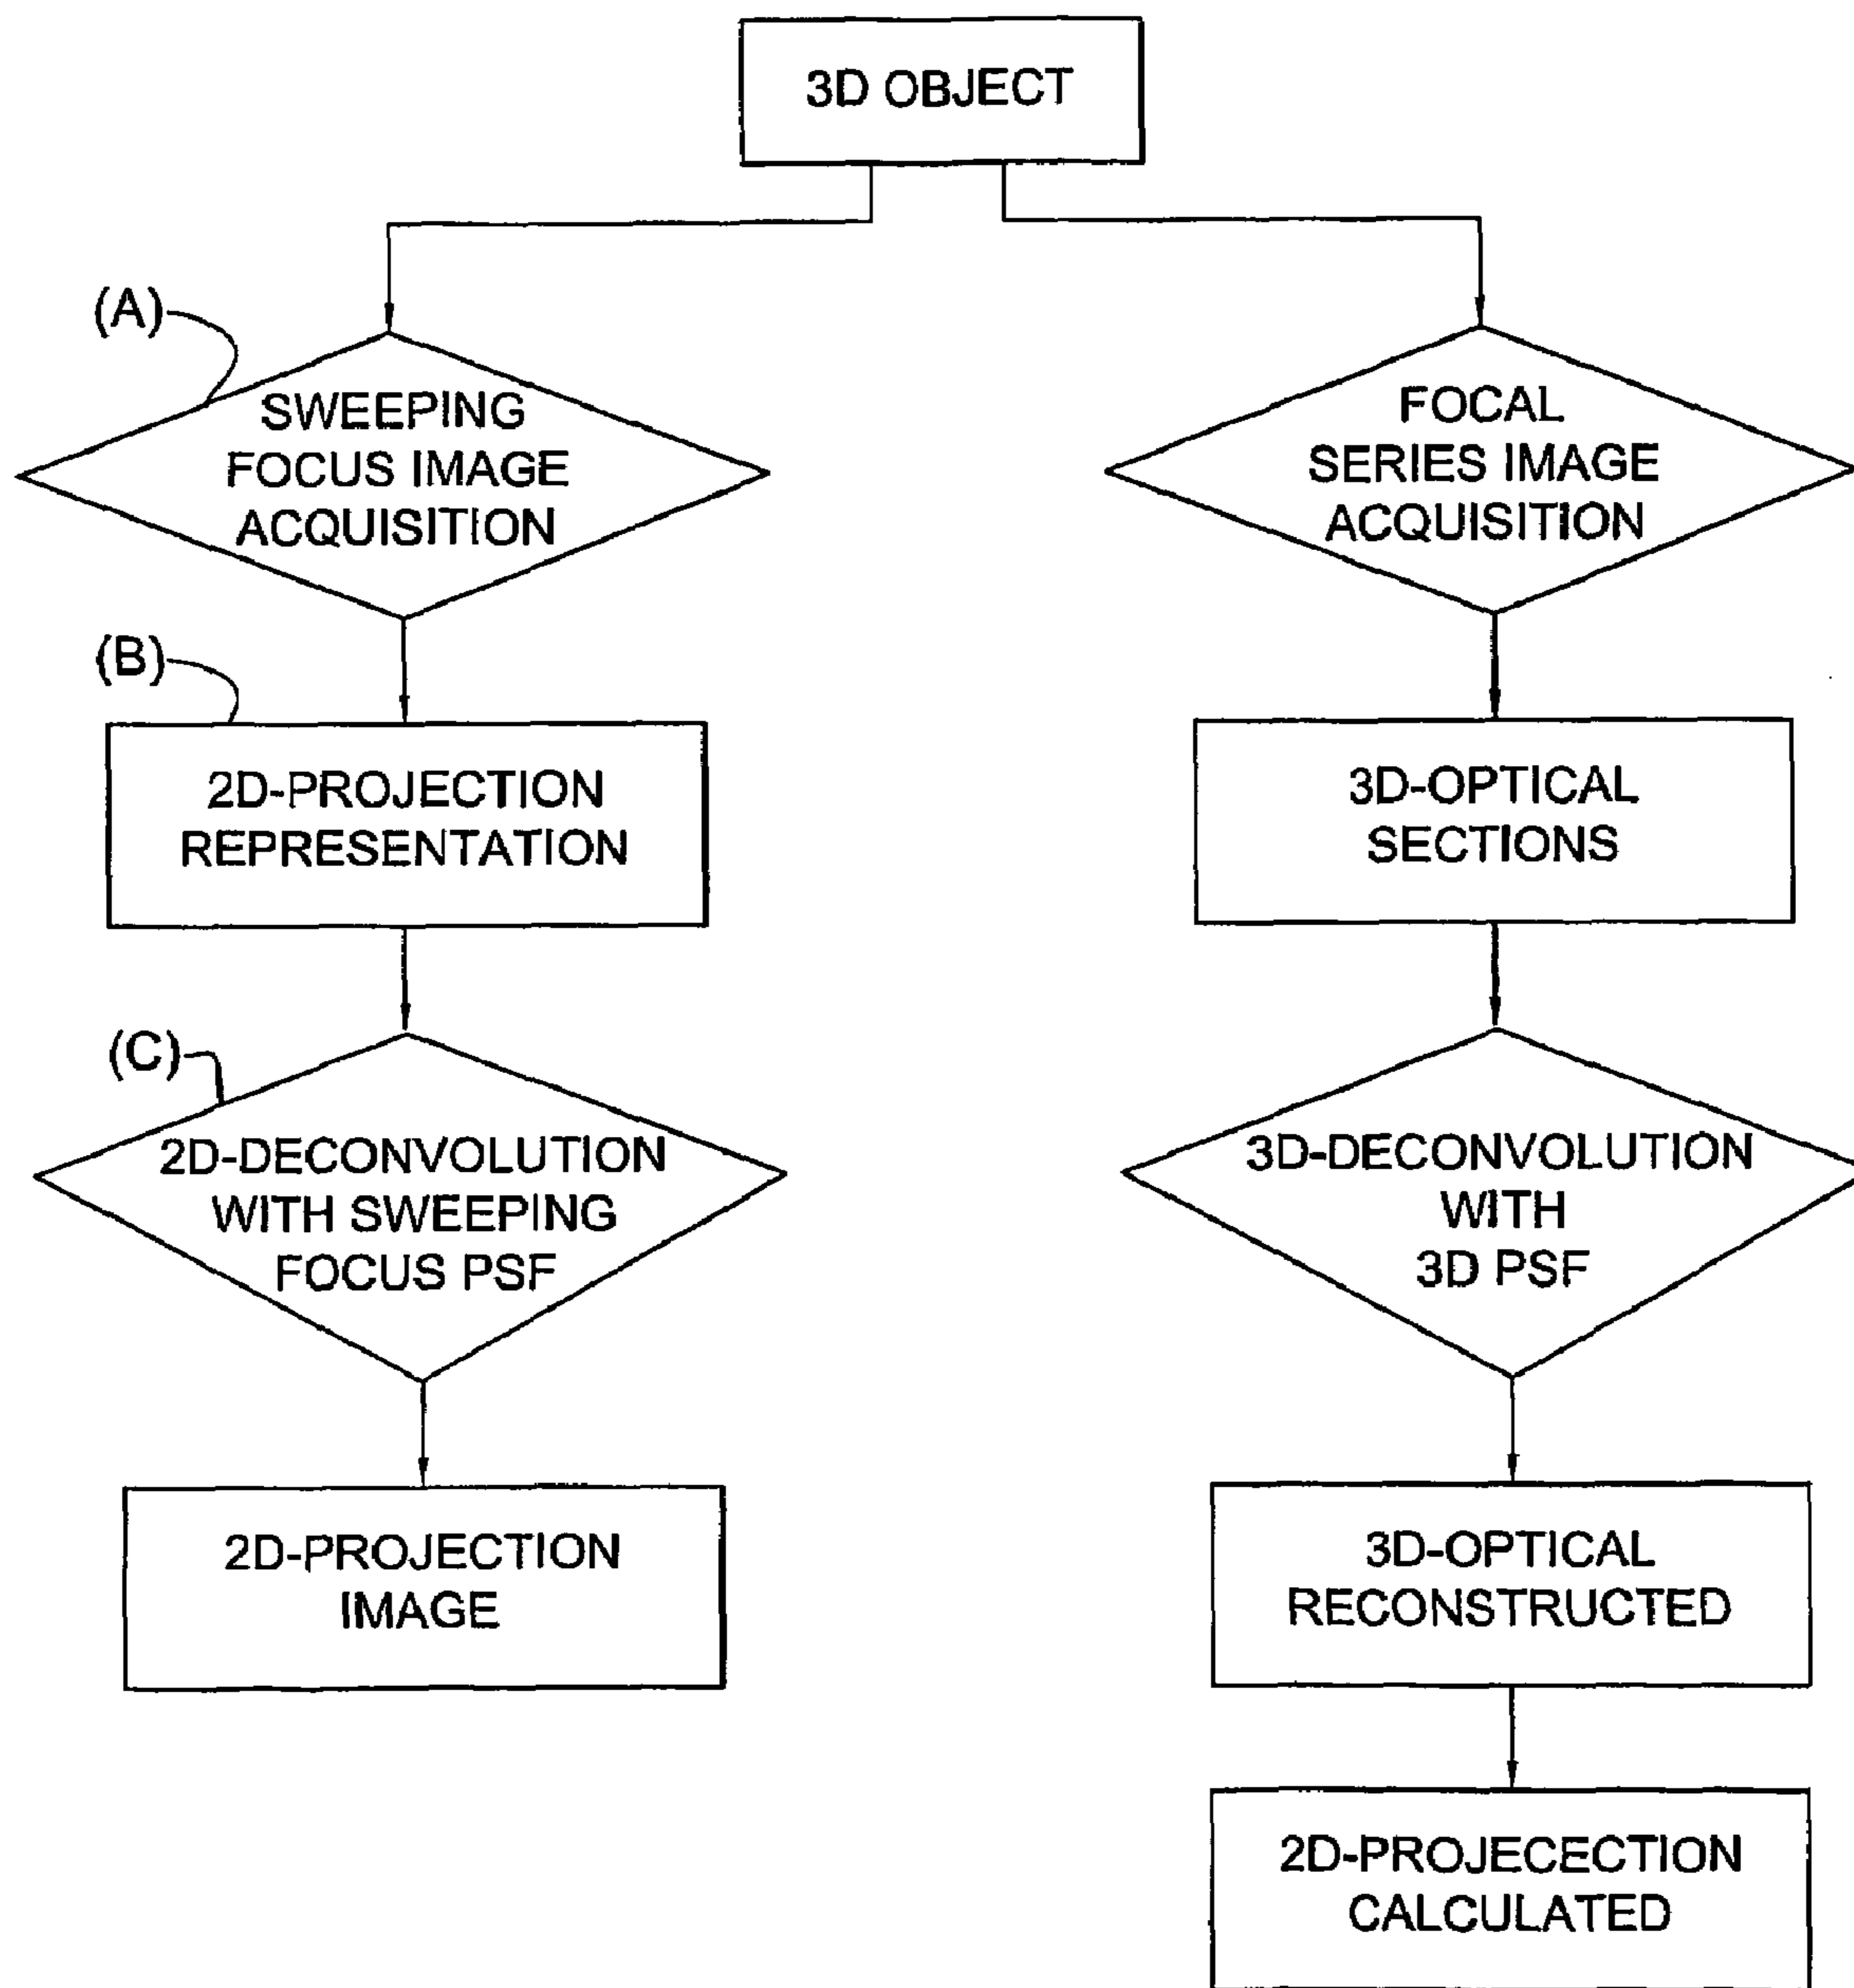 3D OBJECT
(A)
SWEEPING
FOCUS IMAGE
ACQUISITION
(B)
2D-PROJECTION
REPRESENTATION
(C)
2D-DECONVOLUTION
WITH SWEEPING
FOCUS PSF
2D-PROJECTION
IMAGE
FOCAL
SERIES IMAGE
ACQUISITION
3D-OPTICAL
SECTIONS
3D-DECONVOLUTION
WITH
3D PSF
3D-OPTICAL
RECONSTRUCTED
2D-PROJECECTION
CALCULATED